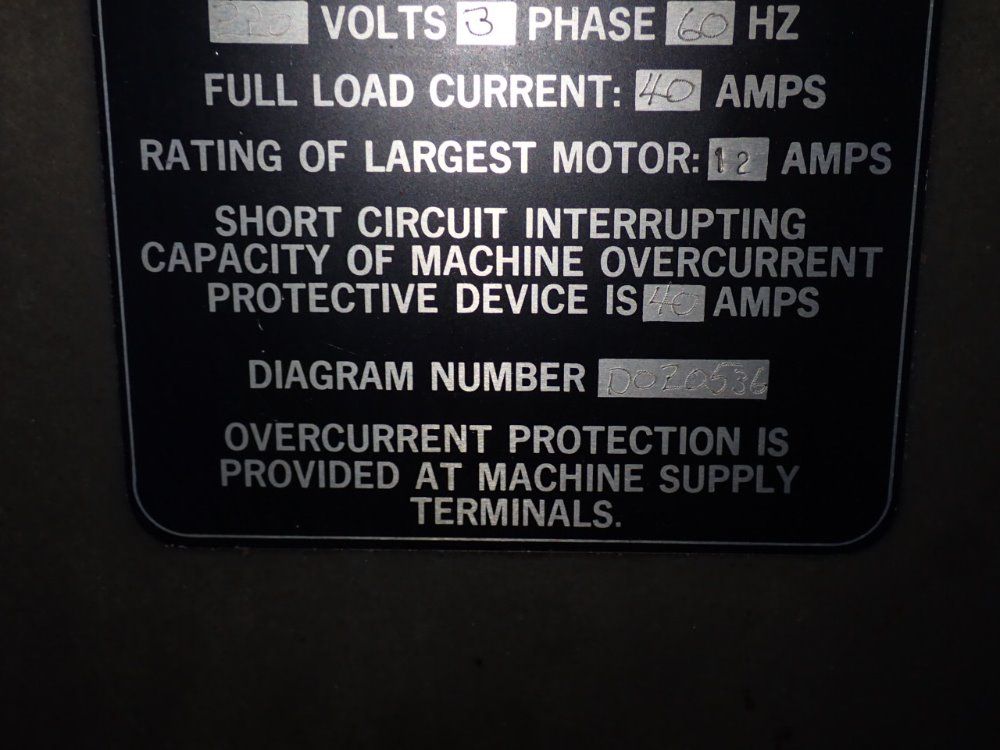 220 VOLTS 3 PHASE 60 HZ
FULL LOAD CURRENT: 40 AMPS
RATING OF LARGEST MOTOR: 12 AMPS
SHORT CIRCUIT INTERRUPTING
CAPACITY OF MACHINE OVERCURRENT
PROTECTIVE DEVICE IS 40 AMPS
DIAGRAM NUMBER D020536
OVERCURRENT PROTECTION IS
PROVIDED AT MACHINE SUPPLY
TERMINALS.